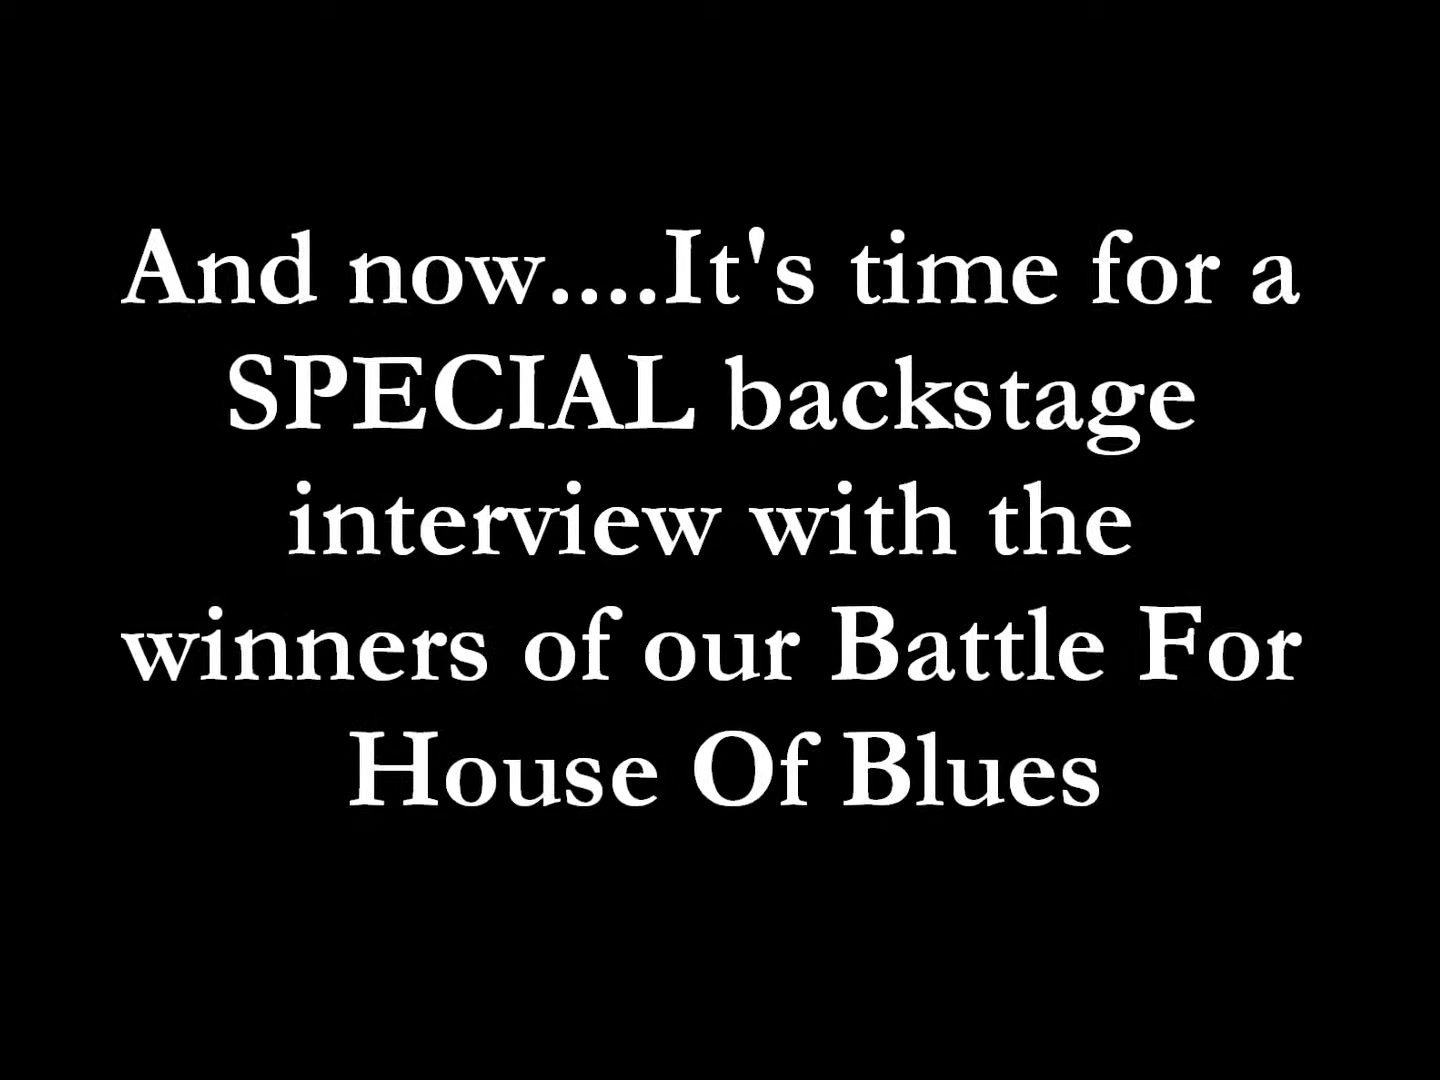 And now....It's time for a
SPECIAL backstage
interview with the
winners of our Battle For
House Of Blues